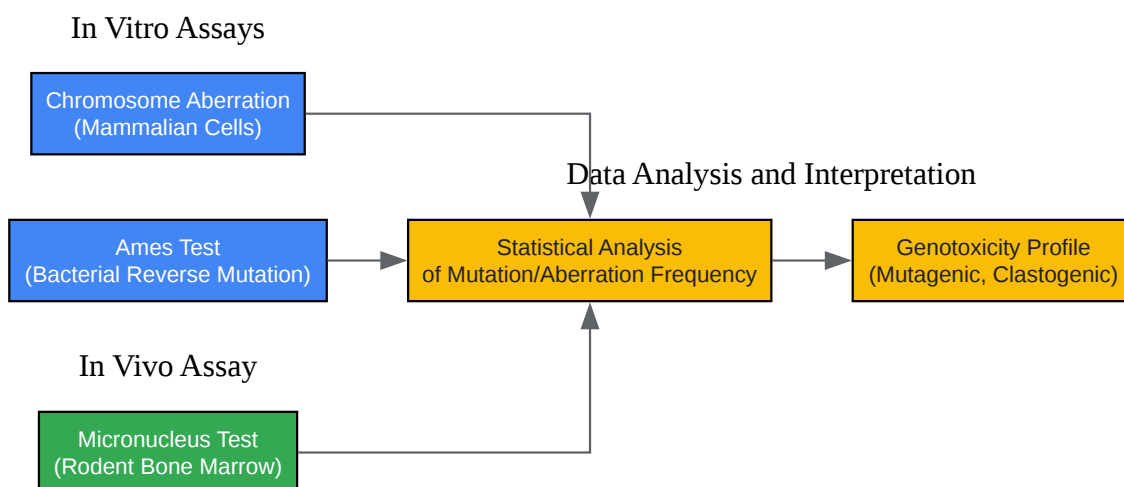 In Vitro Assays
Chromosome Aberration
(Mammalian Cells)
Data Analysis and Interpretation
Ames Test
(Bacterial Reverse Mutation)
Statistical Analysis
of Mutation/Aberration Frequency
Genotoxicity Profile
(Mutagenic, Clastogenic)
In Vivo Assay
Micronucleus Test
(Rodent Bone Marrow)